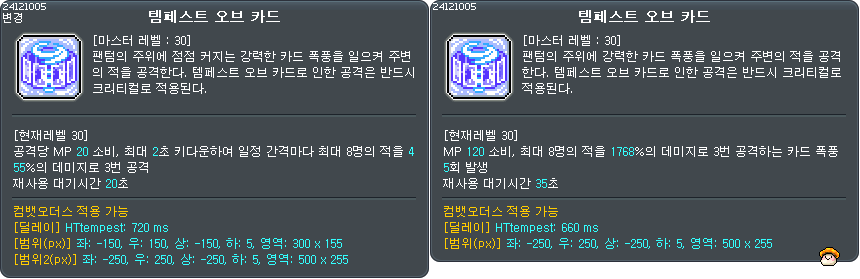 24121005
변경
템페스트 오브 카드
[마스터 레벨 : 30]
팬텀의 주위에 점점 커지는 강력한 카드 폭풍을 일으켜 주변
의 적을 공격한다. 템페스트 오브 카드로 인한 공격은 반드시
크리티컬로 적용된다.
[현재레벨 30]
공격당 MP 20 소비, 최대 2초 키다운하여 일정 간격마다 최대 8명의 적을 4
55%의 데미지로 3번 공격
재사용 대기시간 20초
컴뱃오더스 적용 가능
[딜레이] HTtempest: 720 ms
[범위(px)] 좌: -150, 우: 150, 상: -150, 하: 5, 영역: 300 x 155
[범위2(px)] 좌: -250, 우: 250, 상: -250, 하: 5, 영역: 500 x 255
24121005
템페스트 오브 카드
[마스터 레벨 : 30]
팬텀의 주위에 강력한 카드 폭풍을 일으켜 주변의 적을 공격
한다. 템페스트 오브 카드로 인한 공격은 반드시 크리티컬로
적용된다.
[현재레벨 30]
MP 120 소비, 최대 8명의 적을 1768%의 데미지로 3번 공격하는 카드 폭풍
5회 발생
재사용 대기시간 35초
컴뱃오더스 적용 가능
[딜레이] HTtempest: 660 ms
[범위(px)] 좌: -250, 우: 250, 상: -250, 하: 5, 영역: 500 x 255